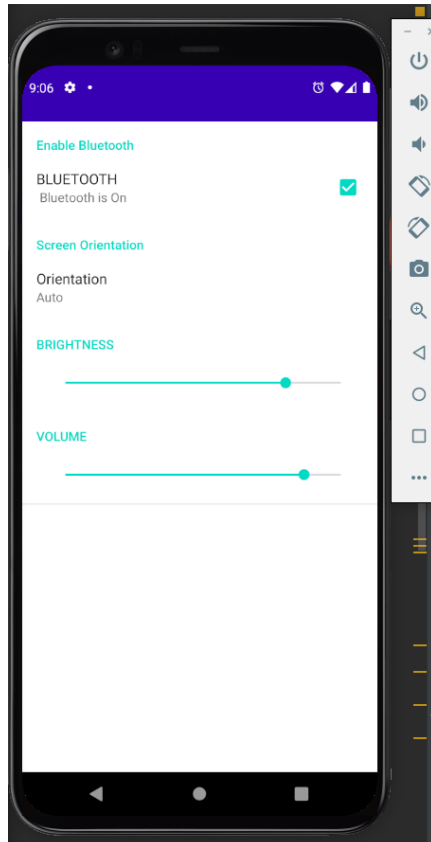 9:06
Enable Bluetooth
BLUETOOTH
Bluetooth is On
Screen Orientation
Orientation
Auto
BRIGHTNESS
VOLUME